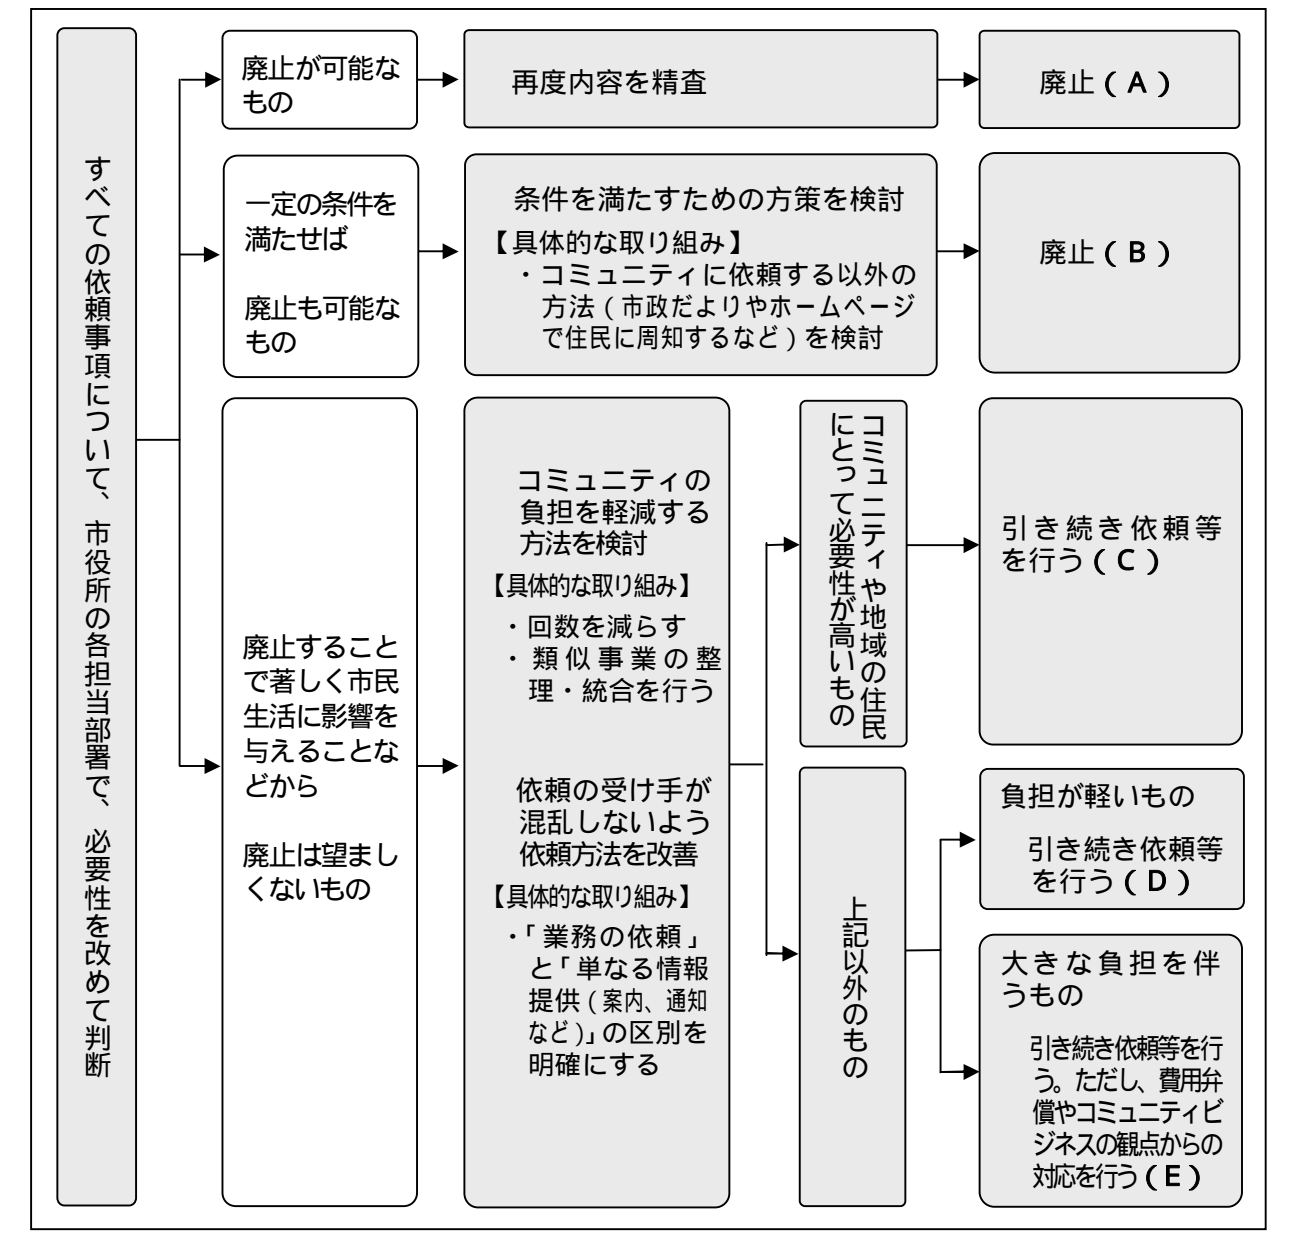 すべての依頼事項について、市役所の各担当部署で、必要性を改めて判断
廃止が可能な
もの
再度内容を精査
廃止(A)
一定の条件を
満たせば
廃止も可能な
もの
条件を満たすための方策を検討
【具体的な取り組み】
・コミュニティに依頼する以外の
方法(市政だよりやホームページ
で住民に周知するなど)を検討
廃止(B)
廃止すること
で著しく市民
生活に影響を
与えることな
どから
廃止は望まし
くないもの
コミュニティの
負担を軽減する
方法を検討
【具体的な取り組み】
・回数を減らす
・類似事業の整
理・統合を行う
依頼の受け手が
混乱しないよう
依頼方法を改善
【具体的な取り組み】
・「業務の依頼」
と「単なる情報
提供(案内、通知
など)」の区別を
明確にする
コミュニティや地域の住民
にとって必要性が高いもの
引き続き依頼等
を行う(C)
上記以外のもの
負担が軽いもの
引き続き依頼等
を行う(D)
大きな負担を伴
うもの
引き続き依頼等を行
う。ただし、費用弁
償やコミュニティビ
ジネスの観点からの
対応を行う(E)